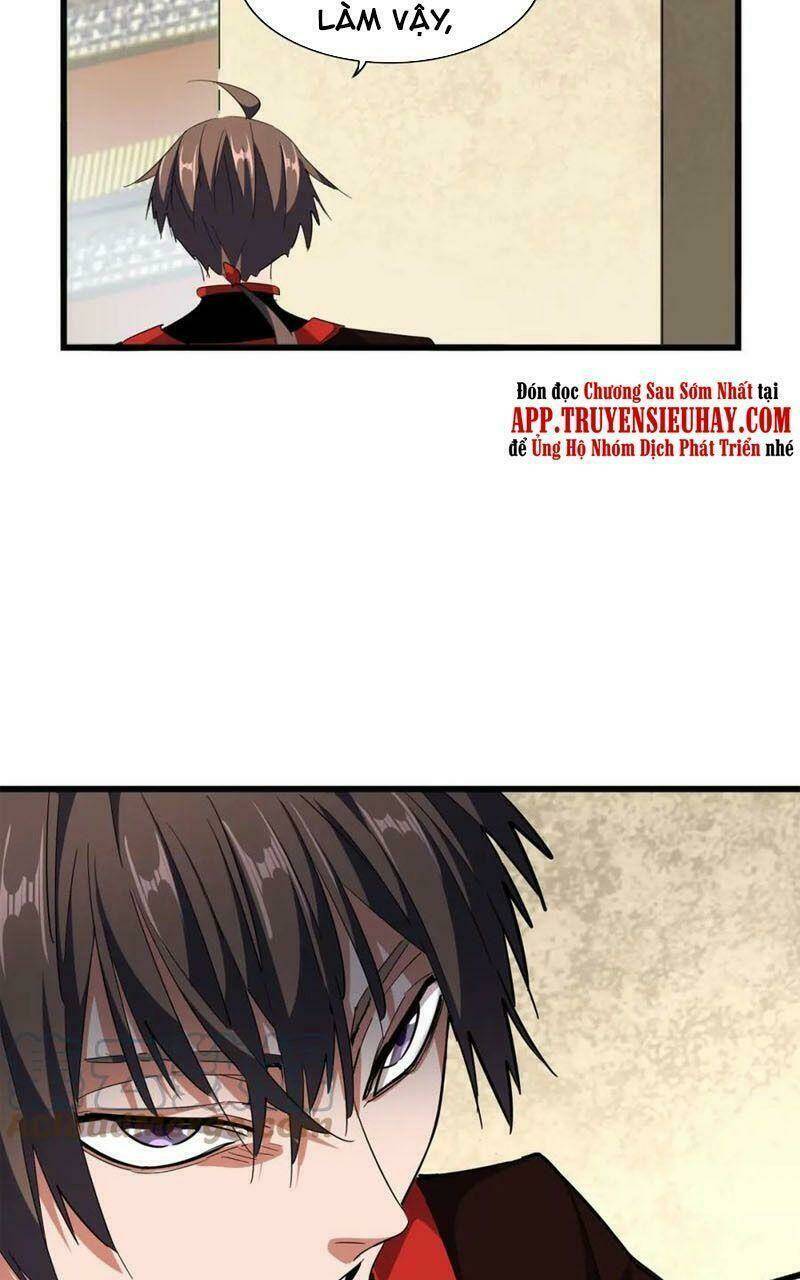 LÀM VẬY,
Đón đọc Chương Sau Sớm Nhất tại
APP.TRUYENSIEUHAY.COM
để Ủng Hộ Nhóm Dịch Phát Triển nhé